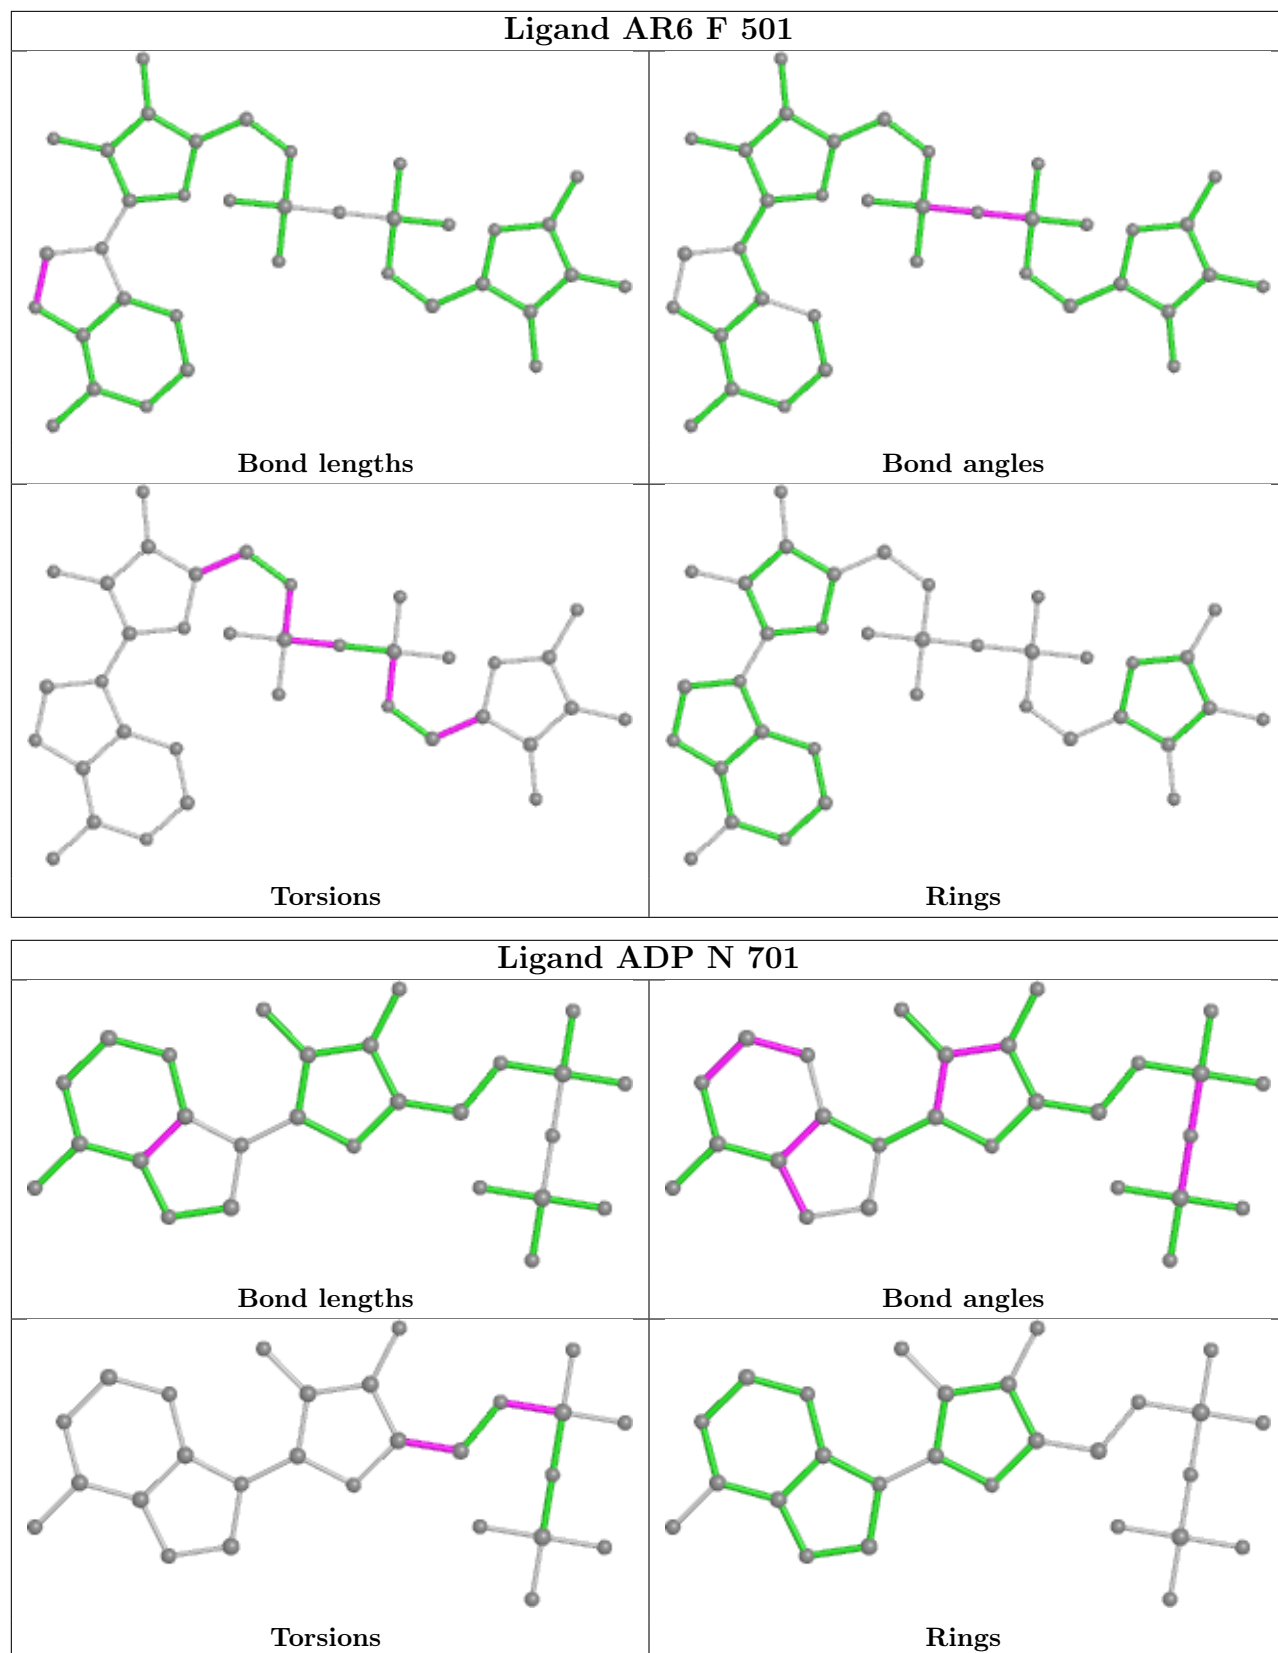 Ligand AR6 F 501
Bond lengths
Bond angles
Torsions
Rings
Ligand ADP N 701
Bond lengths
Bond angles
Torsions
Rings